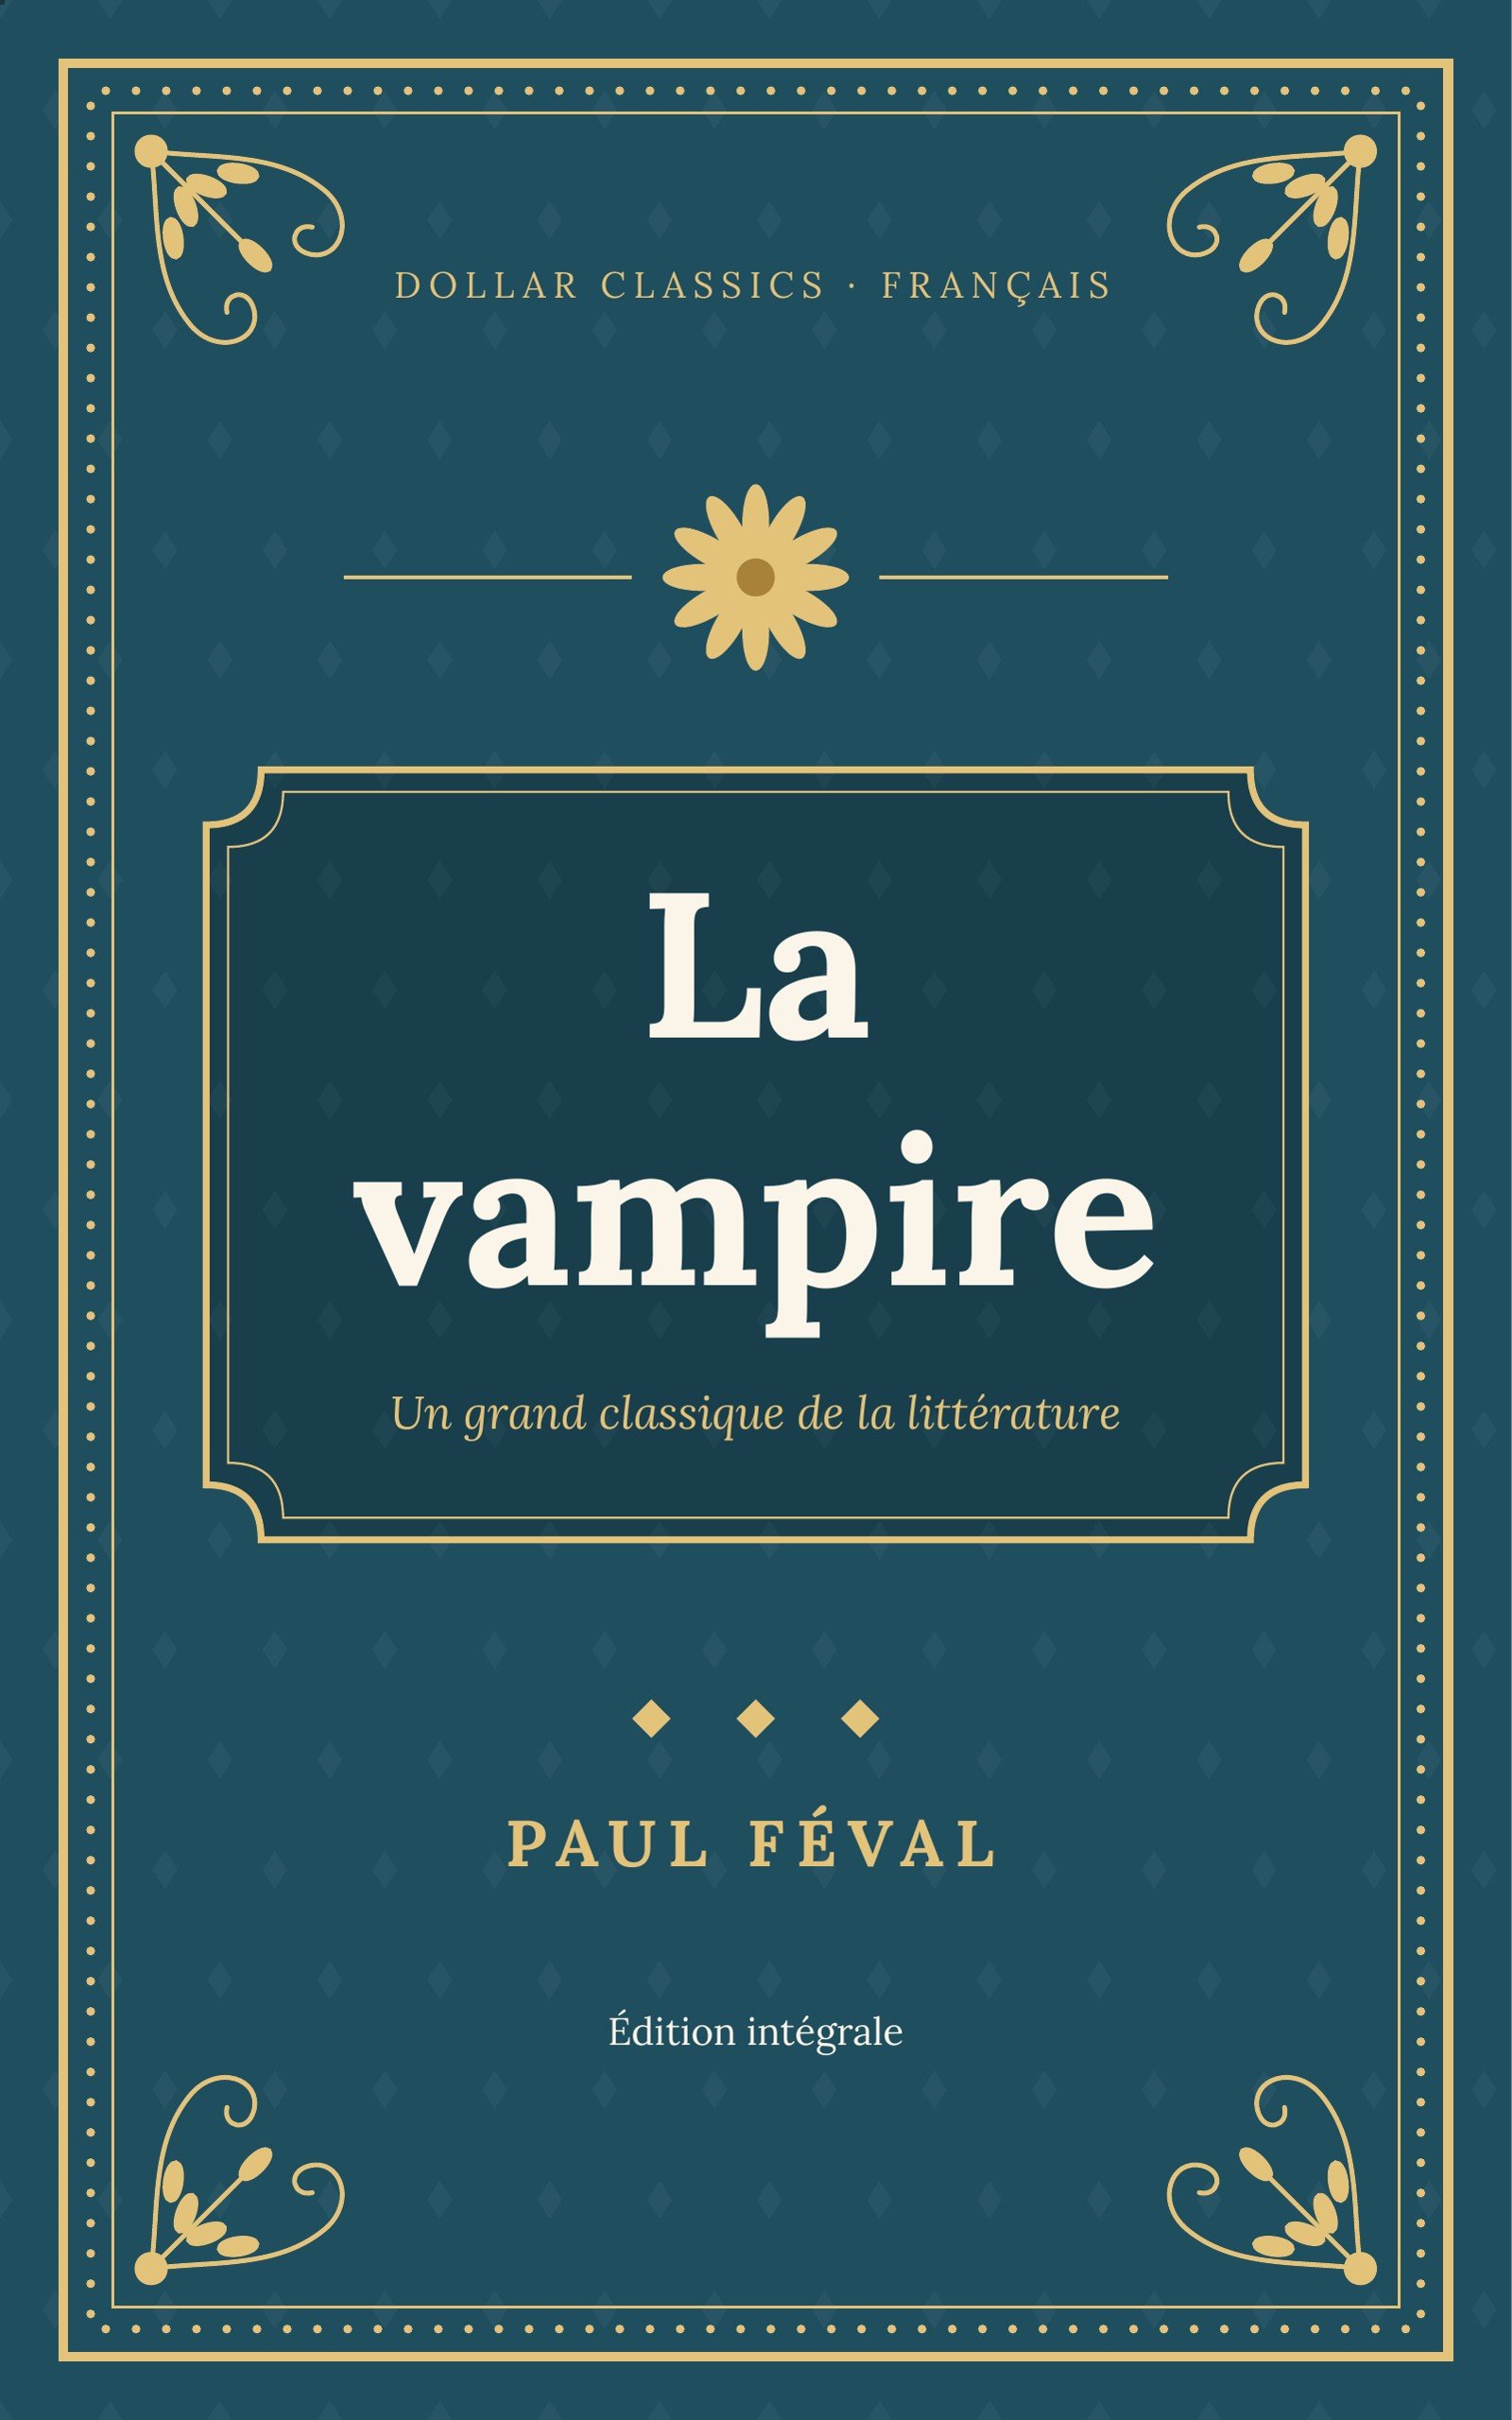 DOLLAR CLASSICS · FRANÇAIS
La
vampire
Un grand classique de la littérature
PAUL FÉVAL
Édition intégrale